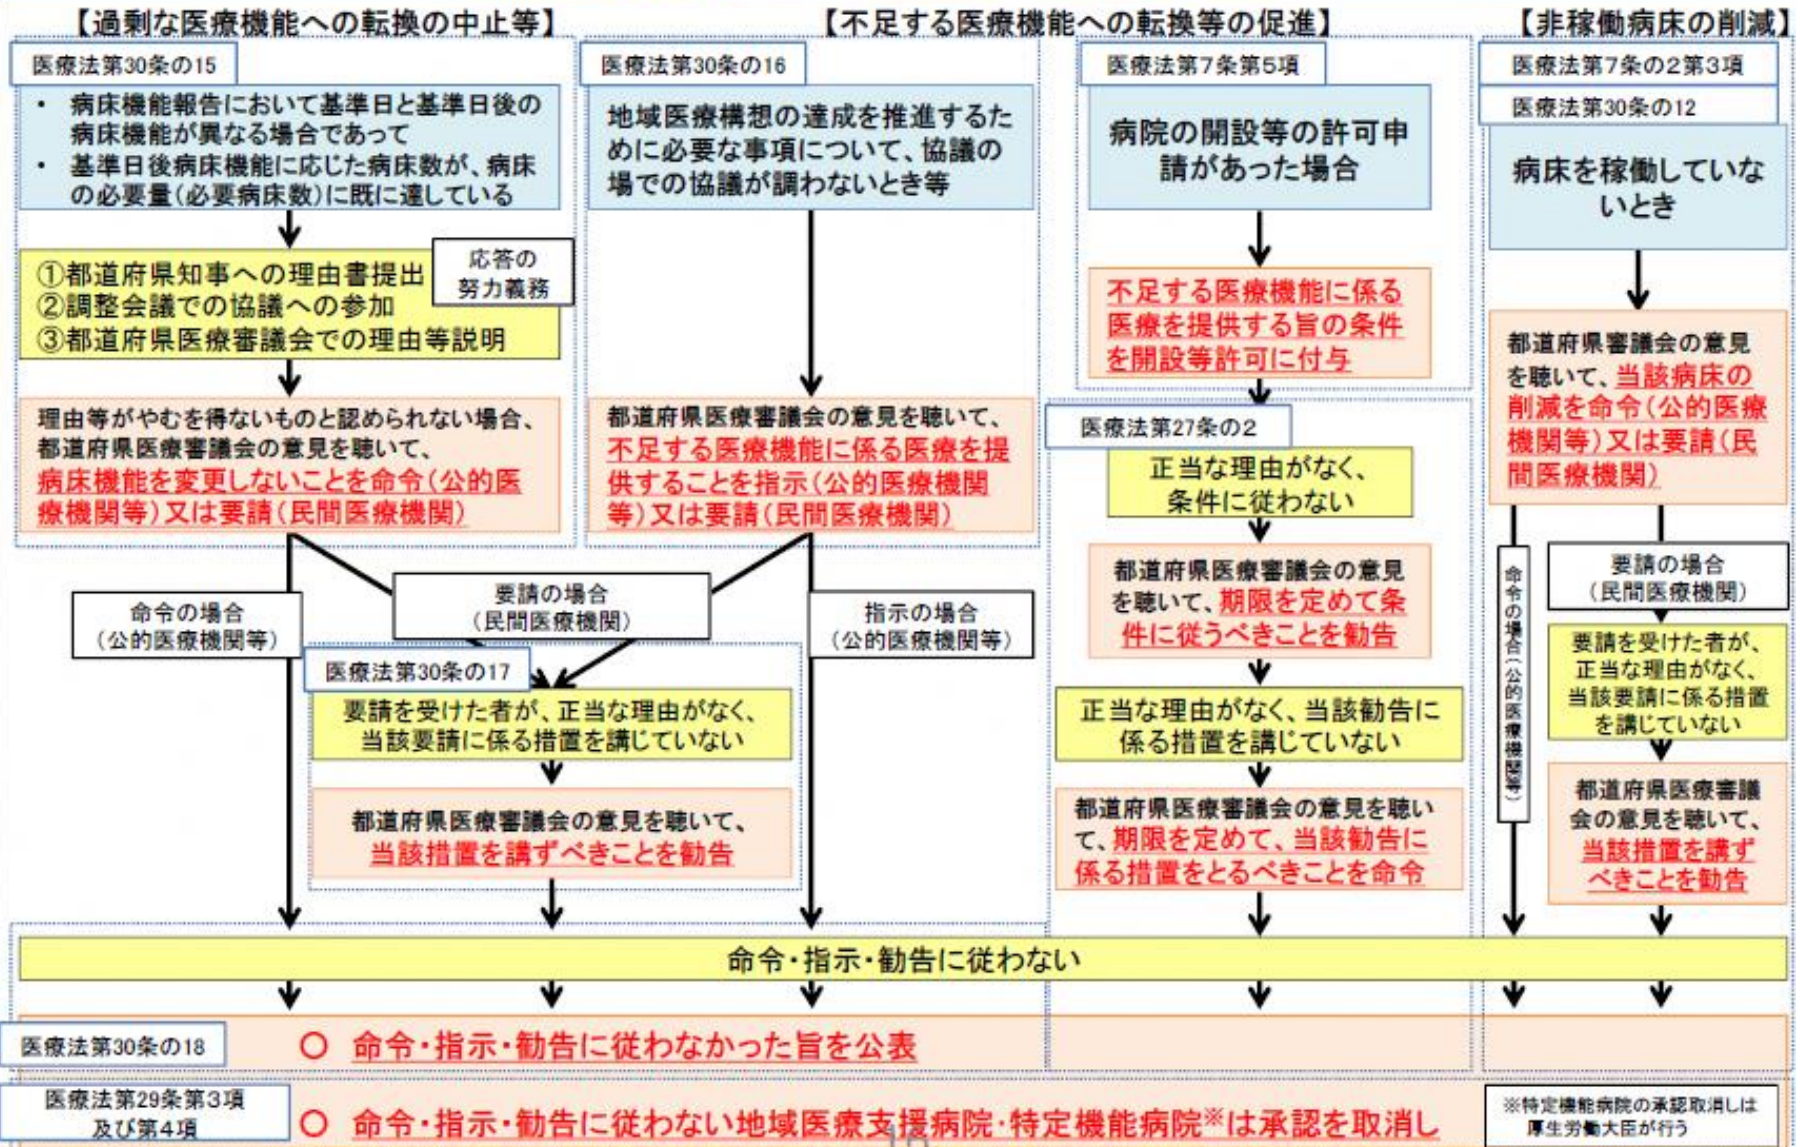 【過剰な医療機能への転換の中止等】
【不足する医療機能への転換等の促進】
【非稼働病床の削減】
医療法第30条の15
・ 病床機能報告において基準日と基準日後の
病床機能が異なる場合であって
・ 基準日後病床機能に応じた病床数が、病床
の必要量(必要病床数)に既に達している
①都道府県知事への理由書提出
②調整会議での協議への参加
③都道府県医療審議会での理由等説明
応答の
努力義務
理由等がやむを得ないものと認められない場合、
都道府県医療審議会の意見を聴いて、
病床機能を変更しないことを命令(公的医
療機関等)又は要請(民間医療機関)
医療法第30条の16
地域医療構想の達成を推進するた
めに必要な事項について、協議の
場での協議が調わないとき等
都道府県医療審議会の意見を聴いて、
不足する医療機能に係る医療を提
供することを指示(公的医療機関
等)又は要請(民間医療機関)
命令の場合
(公的医療機関等)
要請の場合
(民間医療機関)
指示の場合
(公的医療機関等)
医療法第30条の17
要請を受けた者が、正当な理由がなく、
当該要請に係る措置を講じていない
都道府県医療審議会の意見を聴いて、
当該措置を講ずべきことを勧告
医療法第7条第5項
病院の開設等の許可申
請があった場合
不足する医療機能に係る
医療を提供する旨の条件
を開設等許可に付与
医療法第27条の2
正当な理由がなく、
条件に従わない
都道府県医療審議会の意見
を聴いて、期限を定めて条
件に従うべきことを勧告
正当な理由がなく、当該勧告に
係る措置を講じていない
都道府県医療審議会の意見を聴い
て、期限を定めて、当該勧告に
係る措置をとるべきことを命令
医療法第7条の2第3項
医療法第30条の12
病床を稼働していな
いとき
都道府県審議会の意見
を聴いて、当該病床の
削減を命令(公的医療
機関等)又は要請(民
間医療機関)
命令の場合(公的医療機関等)
要請の場合
(民間医療機関)
要請を受けた者が、
正当な理由がなく、
当該要請に係る措置
を講じていない
都道府県医療審議
会の意見を聴いて、
当該措置を講ず
べきことを勧告
命令・指示・勧告に従わない
医療法第30条の18
○ 命令・指示・勧告に従わなかった旨を公表
医療法第29条第3項
及び第4項
○ 命令・指示・勧告に従わない地域医療支援病院・特定機能病院※は承認を取消し
※特定機能病院の承認取消しは
厚生労働大臣が行う